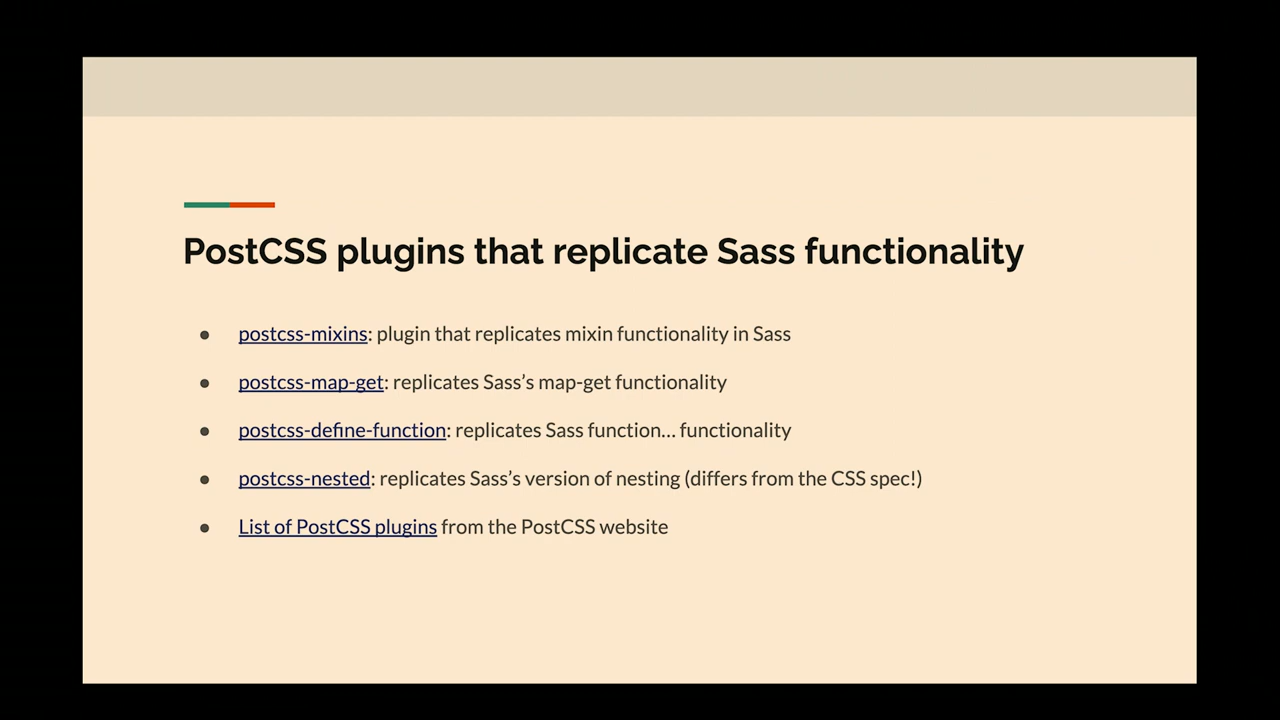 PostCSS plugins that replicate Sass functionality
● postcss-mixins: plugin that replicates mixin functionality in Sass
● postcss-map-get: replicates Sass’s map-get functionality
● postcss-define-function: replicates Sass function... functionality
● postcss-nested: replicates Sass’s version of nesting (differs from the CSS spec!)
● List of PostCSS plugins from the PostCSS website